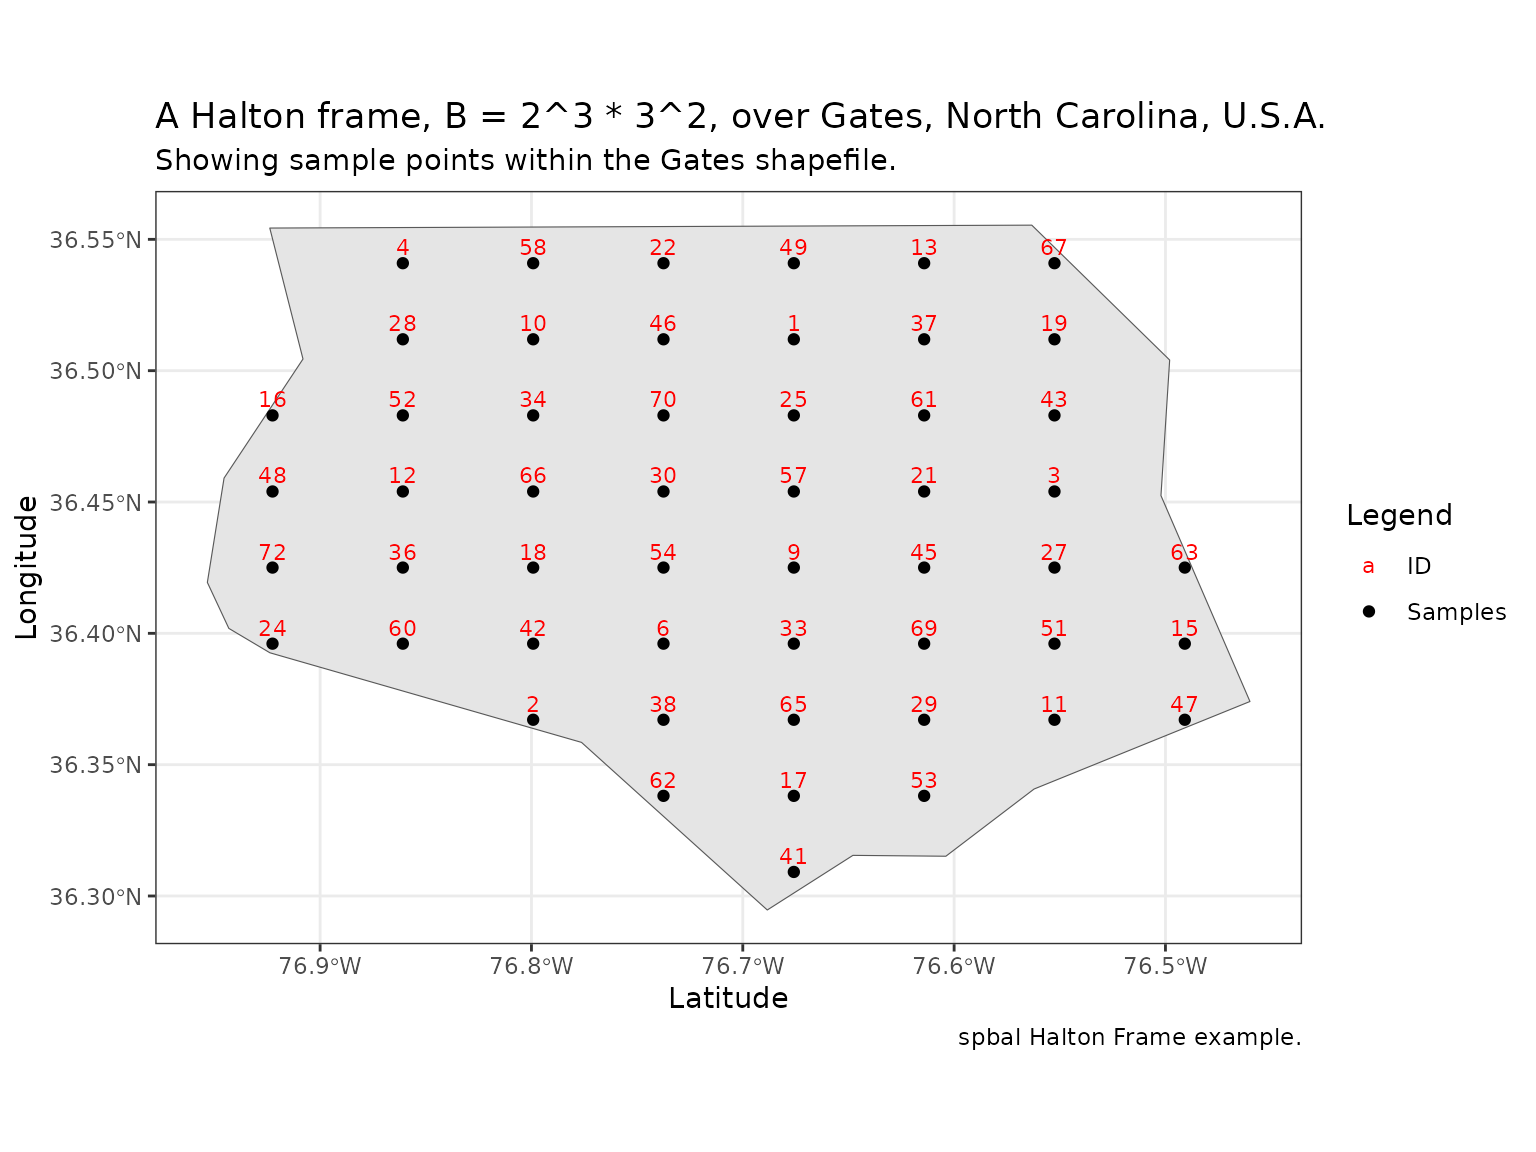 A Halton frame, B = 2^3 * 3^2, over Gates, North Carolina, U.S.A.
Showing sample points within the Gates shapefile.
36.55°N
4 58 22 49 13 67
28 10 46 1 37 19
36.50°N
16 52 34 70 25 61 43
48 12 66 30 57 21 3
36.45°N
72 36 18 54 9 45 27 63
24 60 42 6 33 69 51 15
36.40°N
2 38 65 29 11 47
36.35°N
62 17 53
41
36.30°N
76.9°W 76.8°W 76.7°W 76.6°W 76.5°W
Latitude
Longitude
Legend
a ID
Samples
spbal Halton Frame example.